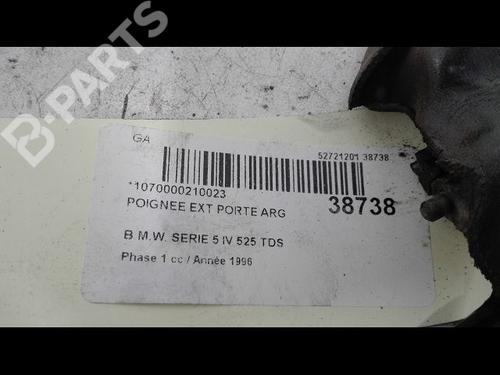 B-PARTS
GA
52721201 38738
*1070000210023
POIGNEE EXT PORTE ARG
38738
B.M.W. SERIE 5 IV 525 TDS
Phase 1 cc / Année 1996